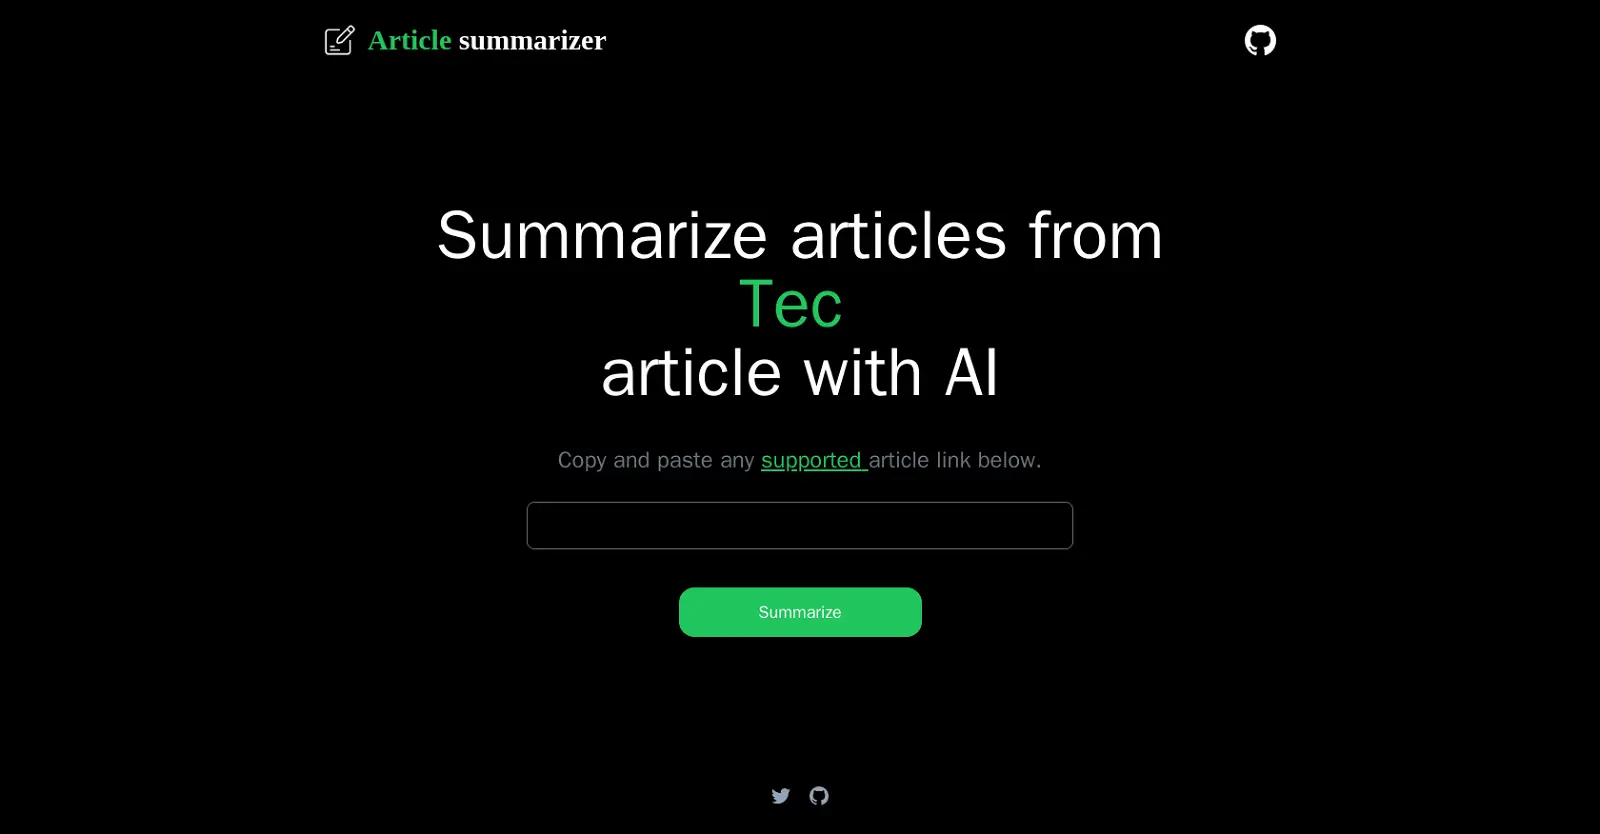 Article summarizer
Summarize articles from
Tec
article with AI
Copy and paste any supported article link below.
Summarize